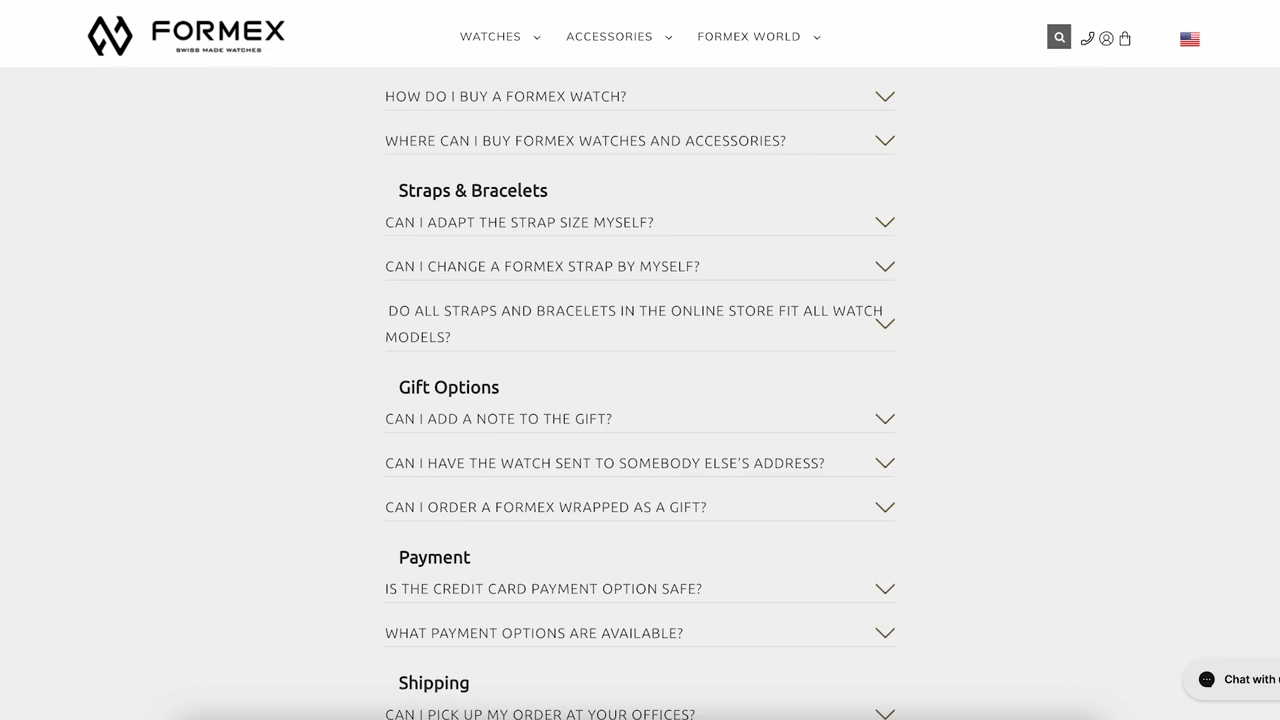 FORMEX
SWISS MADE WATCHES
WATCHES
ACCESSORIES
FORMEX WORLD
HOW DO I BUY A FORMEX WATCH?
WHERE CAN I BUY FORMEX WATCHES AND ACCESSORIES?
Straps & Bracelets
CAN I ADAPT THE STRAP SIZE MYSELF?
CAN I CHANGE A FORMEX STRAP BY MYSELF?
DO ALL STRAPS AND BRACELETS IN THE ONLINE STORE FIT ALL WATCH
MODELS?
Gift Options
CAN I ADD A NOTE TO THE GIFT?
CAN I HAVE THE WATCH SENT TO SOMEBODY ELSE'S ADDRESS?
CAN I ORDER A FORMEX WRAPPED AS A GIFT?
Payment
IS THE CREDIT CARD PAYMENT OPTION SAFE?
WHAT PAYMENT OPTIONS ARE AVAILABLE?
Shipping
CAN I PICK UP MY ORDER AT YOUR OFFICES?
Chat with